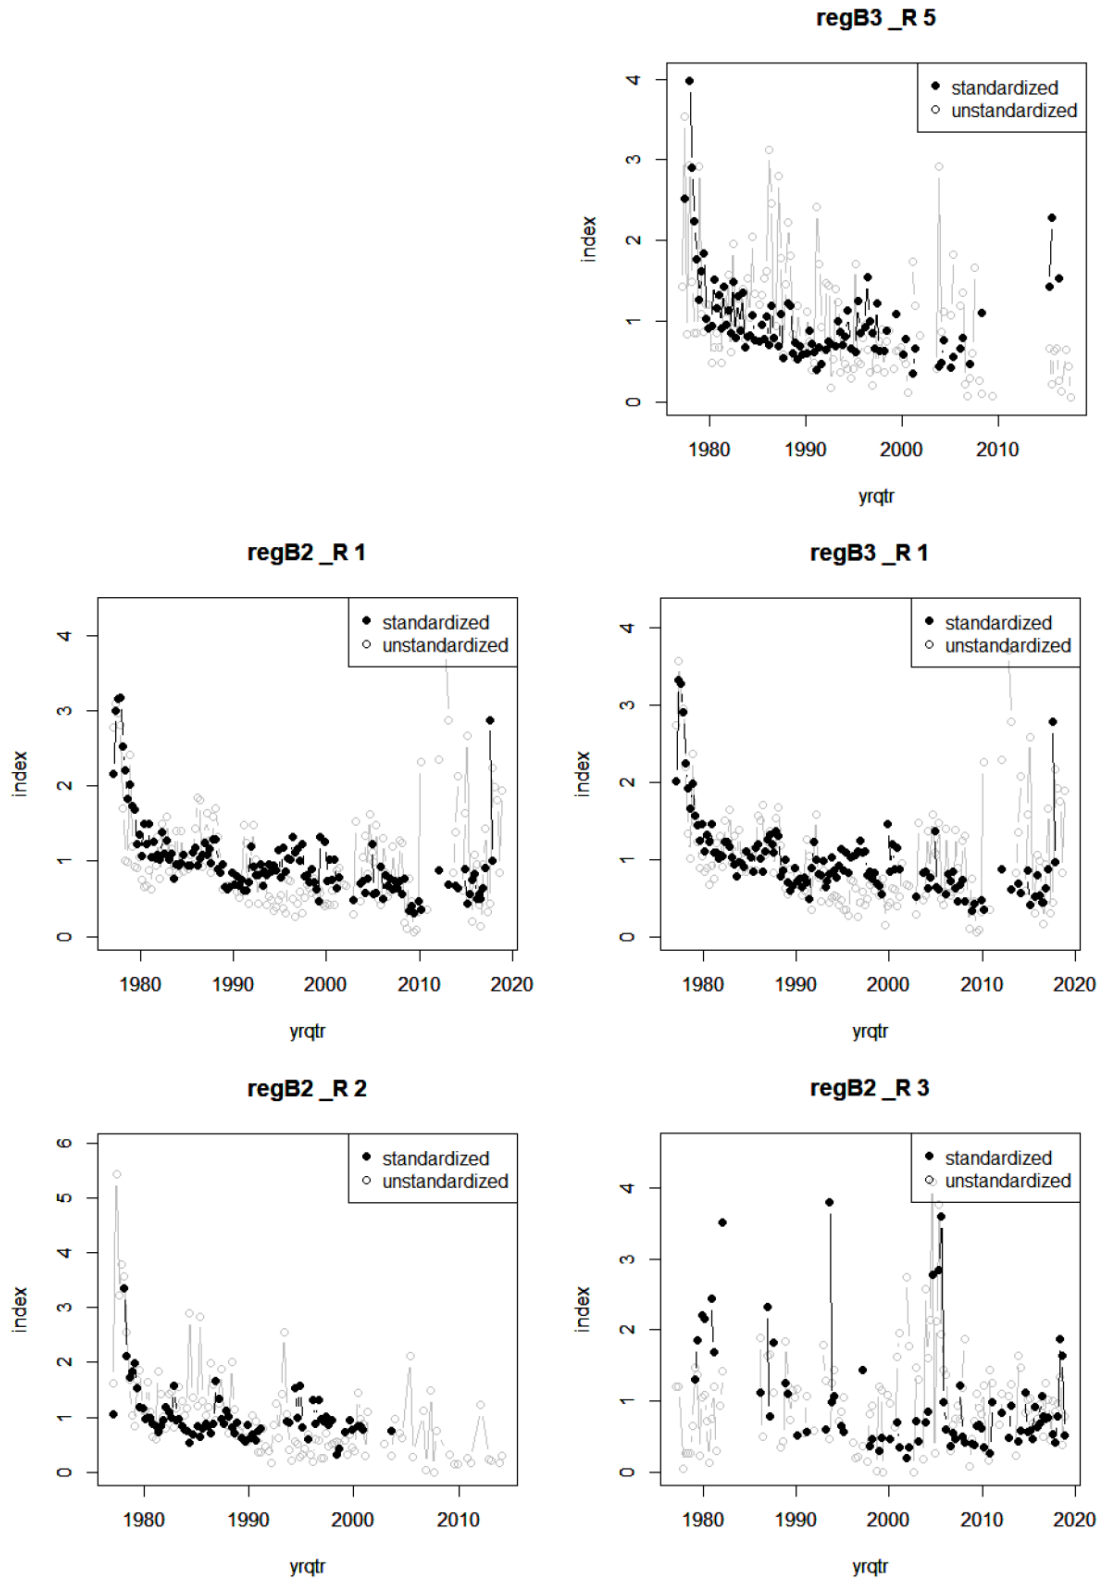 regB3 _R 5
standardized
unstandardized
index
4
3
2
1
0
1980 1990 2000 2010
yrqtr
regB2 _R 1
standardized
unstandardized
index
4
3
2
1
0
1980 1990 2000 2010 2020
yrqtr
regB3 _R 1
standardized
unstandardized
index
4
3
2
1
0
1980 1990 2000 2010 2020
yrqtr
regB2 _R 2
standardized
unstandardized
index
6
5
4
3
2
1
0
1980 1990 2000 2010
yrqtr
regB2 _R 3
standardized
unstandardized
index
4
3
2
1
0
1980 1990 2000 2010 2020
yrqtr